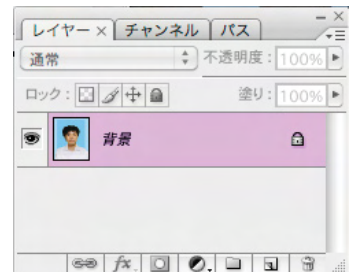 レイヤー × チャンネル パス
通常 不透明度: 100%
ロック: 塗り: 100%
背景
fx.